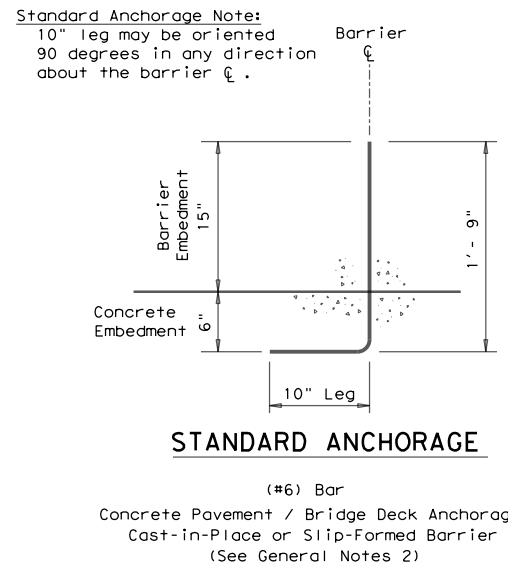 Standard Anchorage Note:
10" leg may be oriented
90 degrees in any direction
about the barrier ℄ .
Barrier
℄
Barrier
Embedment
15"
1'- 9"
Concrete
Embedment
6"
10" Leg
STANDARD ANCHORAGE
(#6) Bar
Concrete Pavement / Bridge Deck Anchorag
Cast-in-Place or Slip-Formed Barrier
(See General Notes 2)